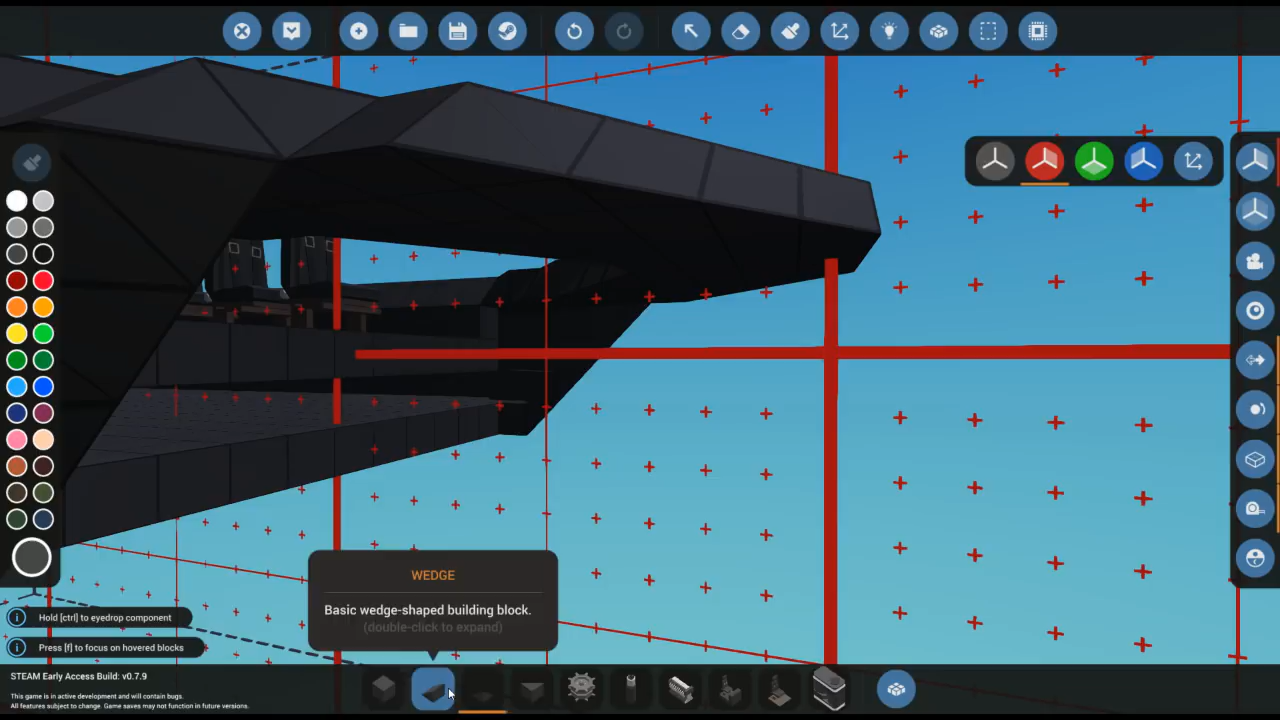 WEDGE
Basic wedge-shaped building block.
(double-click to expand)
Hold [ctrl] to eyedrop component
Press [f] to focus on hovered blocks
STEAM Early Access Build: v0.7.9
This game is in active development and will contain bugs.
All features subject to change. Game saves may not function in future versions.